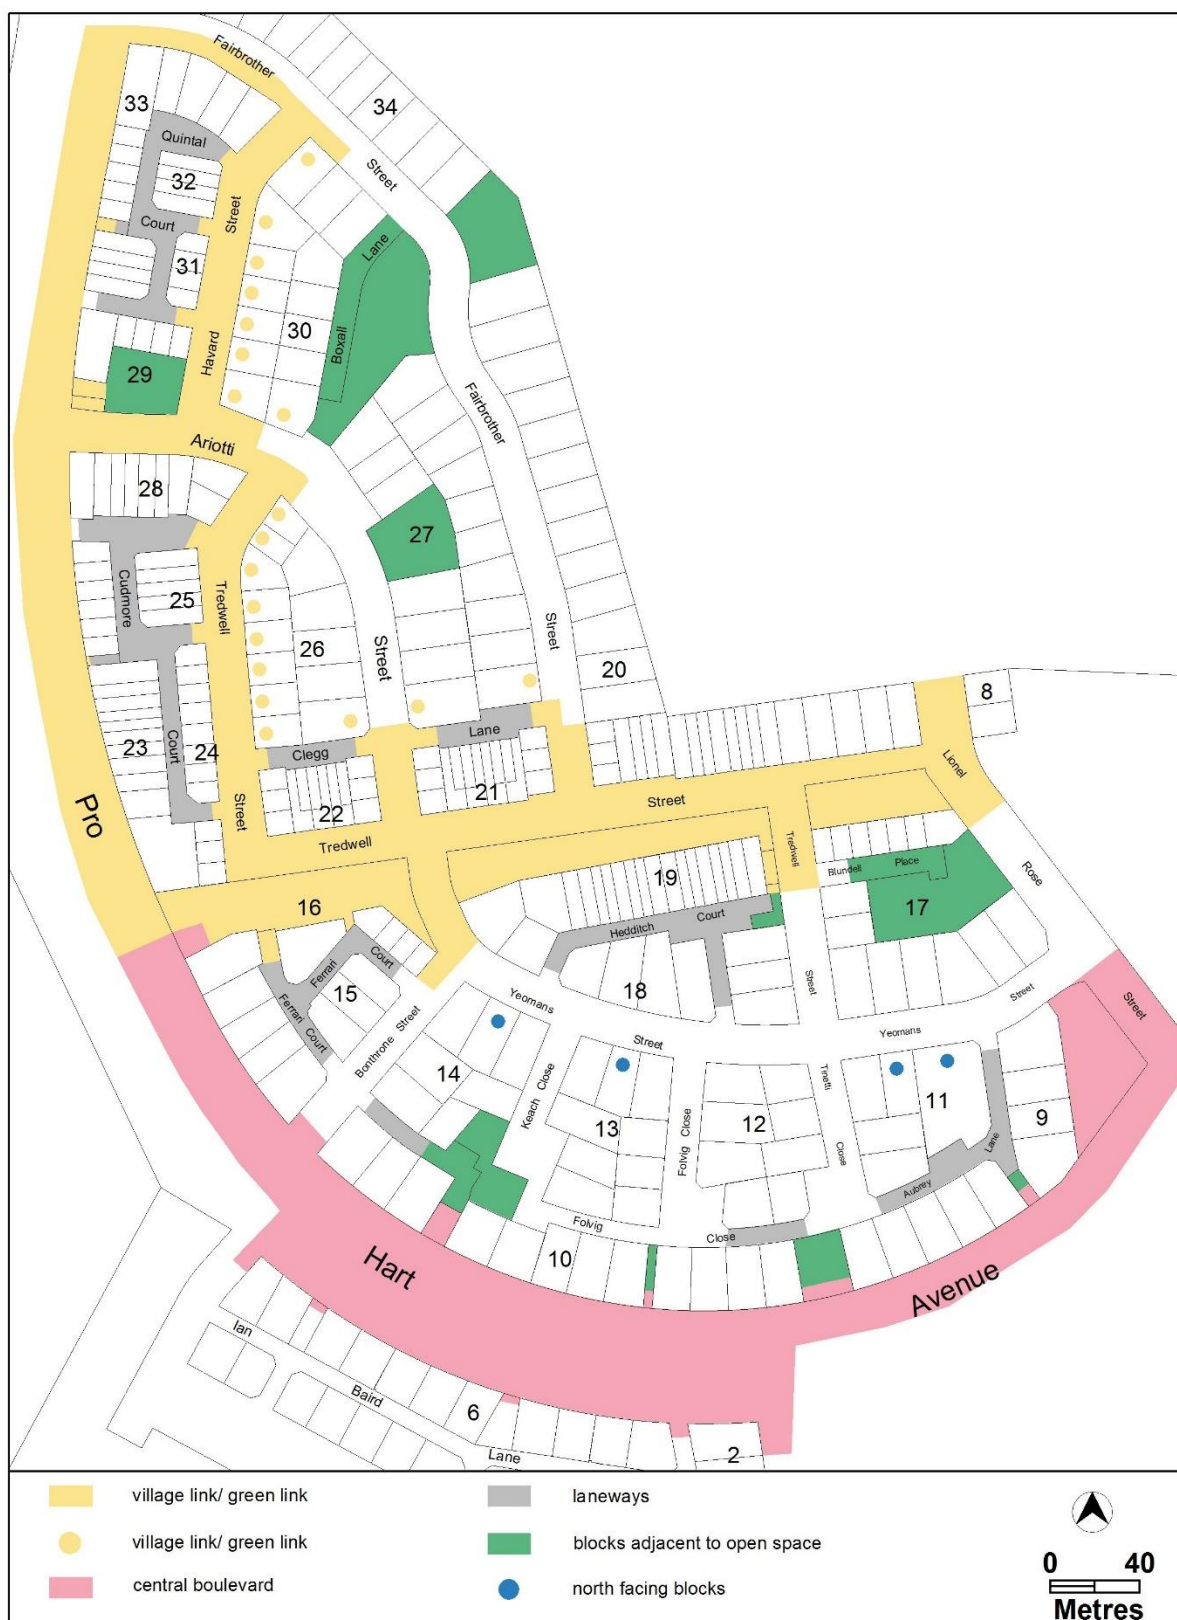 Fairbrother
34
33
Quintal
Street
32
Street
Court
Lane
31
30
Boxall
Havard
29
Fairbrother
Ariotti
28
27
Cudmore
25
Tredwell
26
Street
Street
20
8
Court
23
24
Clegg
Lane
Lionel
Pro
Street
22
21
Street
Tredwell
Tredwell
Blundell
Place
Rose
19
16
17
Court
Hedditch
Court
Ferrari
15
18
Street
Ferrari
Court
Yeomans
Street
Street
Bonthrone Street
Street
Yeomans
14
Keach Close
Tinetti
11
13
Folvig Close
12
9
Close
Lane
Aubrey
Folvig
Close
10
Hart
Avenue
Ian
Baird
6
Lane
2
village link/ green link
laneways
village link/ green link
blocks adjacent to open space
central boulevard
north facing blocks
0 40
Metres